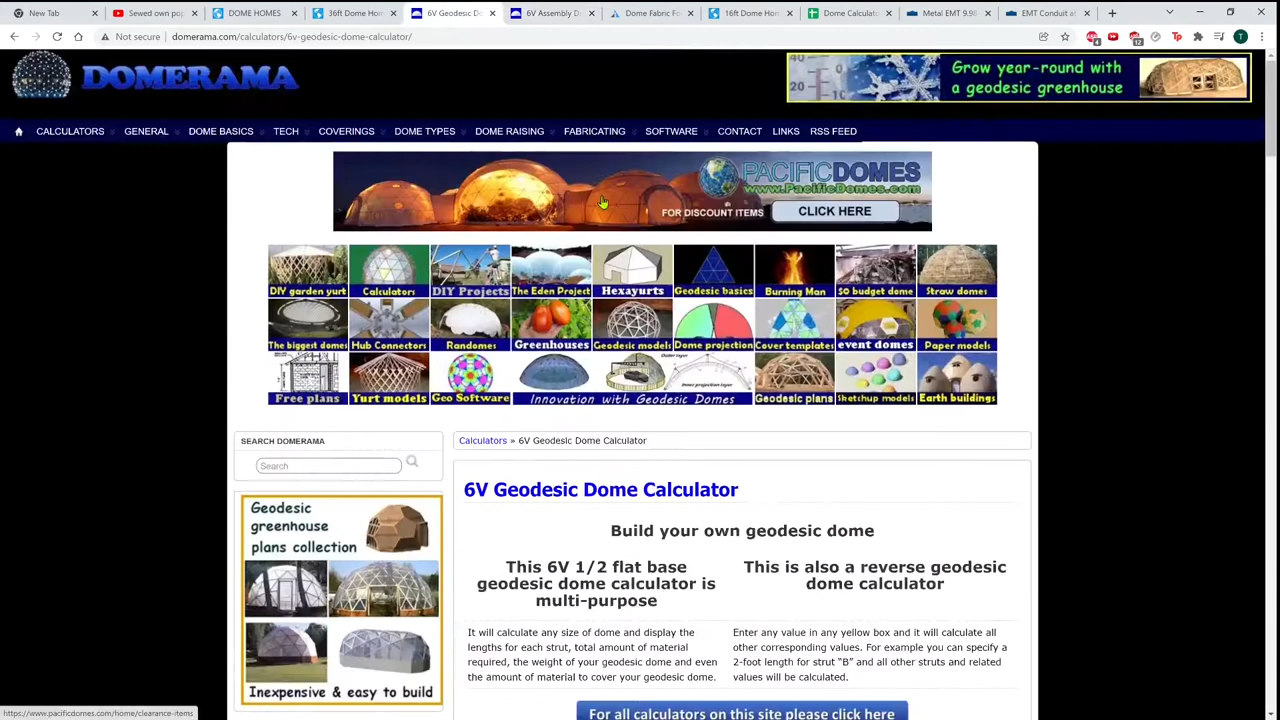 New Tab
Sewed own pop
DOME HOMES
36ft Dome Hom
6V Geodesic Do
6V Assembly D
Dome Fabric Fo
16ft Dome Hom
Dome Calculator
Metal EMT 9.98
EMT Conduit at
Not secure
domerama.com/calculators/6v-geodesic-dome-calculator/
4
12
T
DOMERAMA
Grow year-round with
a geodesic greenhouse
CALCULATORS
GENERAL
DOME BASICS
TECH
COVERINGS
DOME TYPES
DOME RAISING
FABRICATING
SOFTWARE
CONTACT
LINKS
RSS FEED
PACIFICDOMES
www.PacificDomes.com
FOR DISCOUNT ITEMS
CLICK HERE
DIY garden yurt
Calculators
DIY Projects
The Eden Project
Hexayurts
Geodesic basics
Burning Man
$0 budget dome
Straw domes
The biggest domes
Hub Connectors
Randomes
Greenhouses
Geodesic models
Dome projection
Cover templates
event domes
Paper models
Free plans
Yurt models
Geo Software
Innovation with Geodesic Domes
Outer layer
Inner projection layer
Geodesic plans
Sketchup models
Earth buildings
SEARCH DOMERAMA
Search
Calculators » 6V Geodesic Dome Calculator
Geodesic
greenhouse
plans collection
Inexpensive & easy to build
6V Geodesic Dome Calculator
Build your own geodesic dome
This 6V 1/2 flat base
geodesic dome calculator is
multi-purpose
This is also a reverse geodesic
dome calculator
It will calculate any size of dome and display the
lengths for each strut, total amount of material
required, the weight of your geodesic dome and even
the amount of material to cover your geodesic dome.
Enter any value in any yellow box and it will calculate all
other corresponding values. For example you can specify a
2-foot length for strut “B” and all other struts and related
values will be calculated.
For all calculators on this site please click here
https://www.pacificdomes.com/home/clearance-items